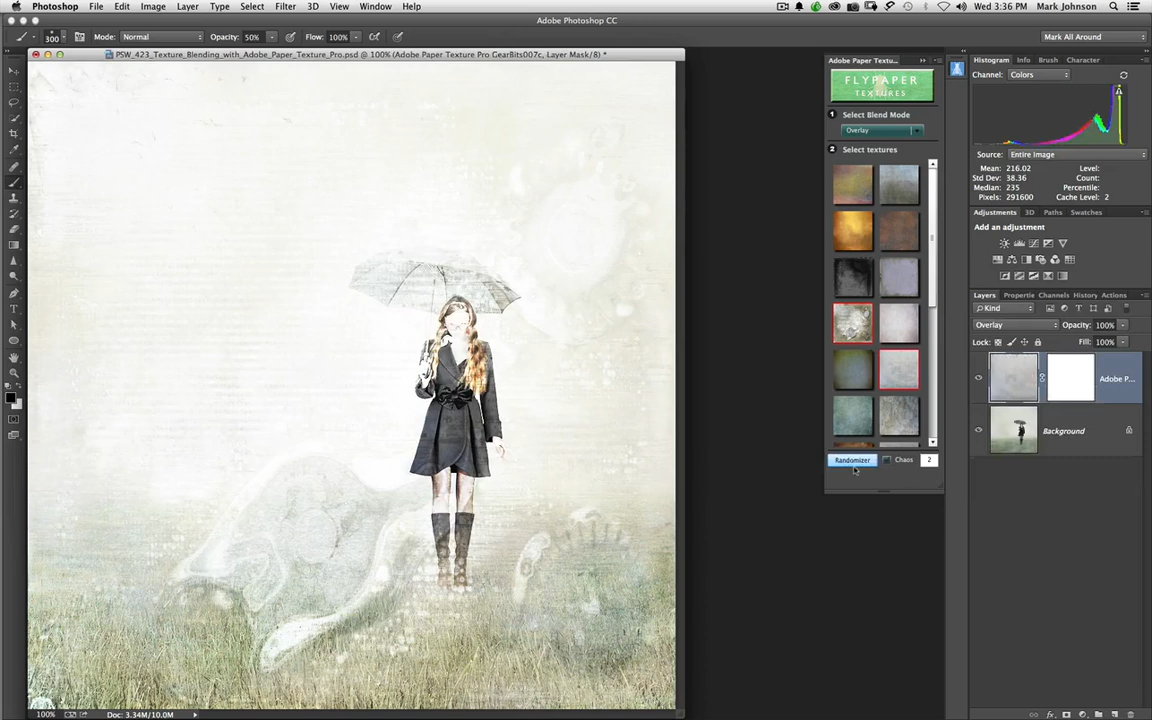 Photoshop File Edit Image Layer Type Select Filter 3D View Window Help
Wed 3:36 PM Mark Johnson
Adobe Photoshop CC
300 Mode: Normal Opacity: 50% Flow: 100% Mark All Around
PSW_423_Texture_Blending_with_Adobe_Paper_Texture_Pro.psd @ 100% (Adobe Paper Texture Pro GearBits007c, Layer Mask/8) *
Adobe Paper Textu...
FLYPAPER
TEXTURES
1 Select Blend Mode
Overlay
2 Select textures
Randomizer Chaos 2
Histogram Info Brush Character
Channel: Colors
Source: Entire Image
Mean: 216.02 Level:
Std Dev: 38.36 Count:
Median: 235 Percentile:
Pixels: 291600 Cache Level: 2
Adjustments 3D Paths Swatches
Add an adjustment
Layers Propertie Channels History Actions
Kind
Overlay Opacity: 100%
Lock: Fill: 100%
Adobe P...
Background
100% Doc: 3.34M/10.0M